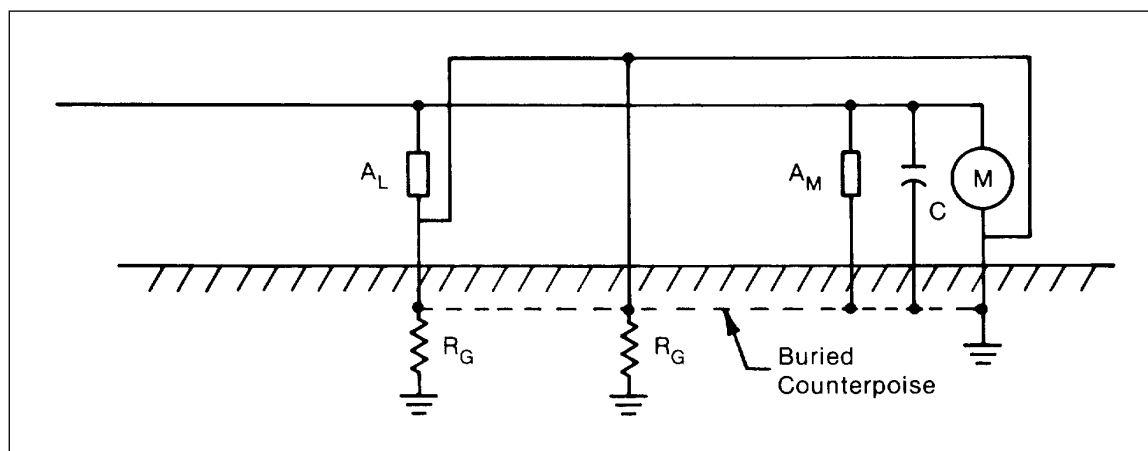 A_L
A_M
C
M
R_G
R_G
Buried
Counterpoise